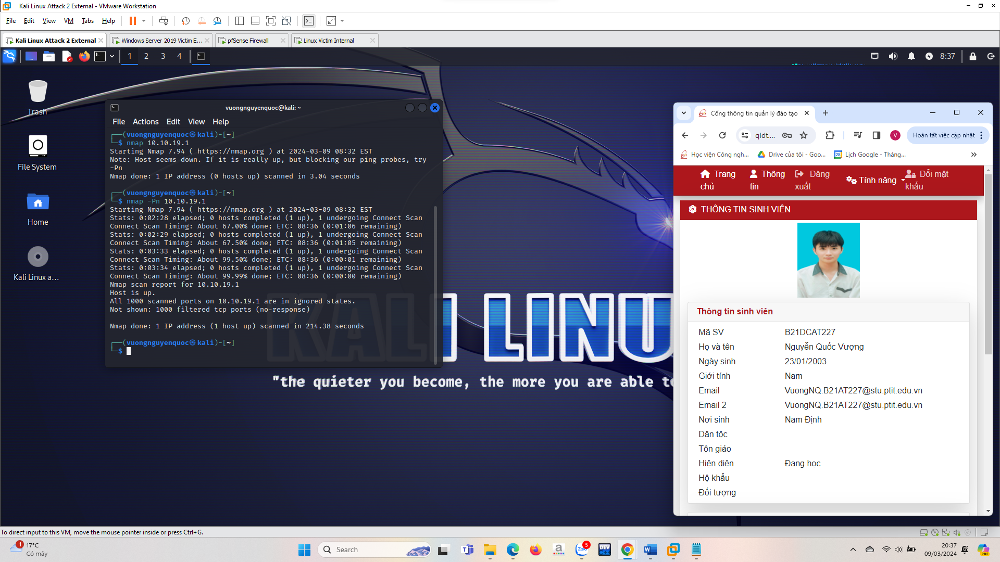 Kali Linux Attack 2 External - VMware Workstation
File Edit View VM Tabs Help
Kali Linux Attack 2 External
Windows Server 2019 Victim E...
pfSense Firewall
Linux Victim Internal
1 2 3 4
8:37
Trash
File System
Home
Kali Linux a...
vuongnguyenquoc@kali: ~
File Actions Edit View Help
┌──(vuongnguyenquoc㉿kali)-[~]
└─$ nmap 10.10.19.1
Starting Nmap 7.94 ( https://nmap.org ) at 2024-03-09 08:32 EST
Note: Host seems down. If it is really up, but blocking our ping probes, try
-Pn
Nmap done: 1 IP address (0 hosts up) scanned in 3.04 seconds
┌──(vuongnguyenquoc㉿kali)-[~]
└─$ nmap -Pn 10.10.19.1
Starting Nmap 7.94 ( https://nmap.org ) at 2024-03-09 08:32 EST
Stats: 0:02:28 elapsed; 0 hosts completed (1 up), 1 undergoing Connect Scan
Connect Scan Timing: About 67.00% done; ETC: 08:36 (0:01:06 remaining)
Stats: 0:02:29 elapsed; 0 hosts completed (1 up), 1 undergoing Connect Scan
Connect Scan Timing: About 67.50% done; ETC: 08:36 (0:01:05 remaining)
Stats: 0:03:33 elapsed; 0 hosts completed (1 up), 1 undergoing Connect Scan
Connect Scan Timing: About 99.50% done; ETC: 08:36 (0:00:01 remaining)
Stats: 0:03:34 elapsed; 0 hosts completed (1 up), 1 undergoing Connect Scan
Connect Scan Timing: About 99.99% done; ETC: 08:36 (0:00:00 remaining)
Nmap scan report for 10.10.19.1
Host is up.
All 1000 scanned ports on 10.10.19.1 are in ignored states.
Not shown: 1000 filtered tcp ports (no-response)
Nmap done: 1 IP address (1 host up) scanned in 214.38 seconds
┌──(vuongnguyenquoc㉿kali)-[~]
└─$
KALI LINU
"the quieter you become, the more you are able to
Cổng thông tin quản lý đào tạo
qldt....
V
Hoàn tất việc cập nhật
Học viện Công ngh...
Drive của tôi - Goo...
28 Lịch Google - Tháng...
Trang chủ
Thông tin
Đăng xuất
Tính năng
Đổi mật khẩu
THÔNG TIN SINH VIÊN
Thông tin sinh viên
Mã SV B21DCAT227
Họ và tên Nguyễn Quốc Vượng
Ngày sinh 23/01/2003
Giới tính Nam
Email VuongNQ.B21AT227@stu.ptit.edu.vn
Email 2 VuongNQ.B21AT227@stu.ptit.edu.vn
Nơi sinh Nam Định
Dân tộc
Tôn giáo
Hiện diện Đang học
Hộ khẩu
Đối tượng
To direct input to this VM, move the mouse pointer inside or press Ctrl+G.
1
17°C
Có mây
Search
Zalo
5
DEV
20:37
09/03/2024
PRE